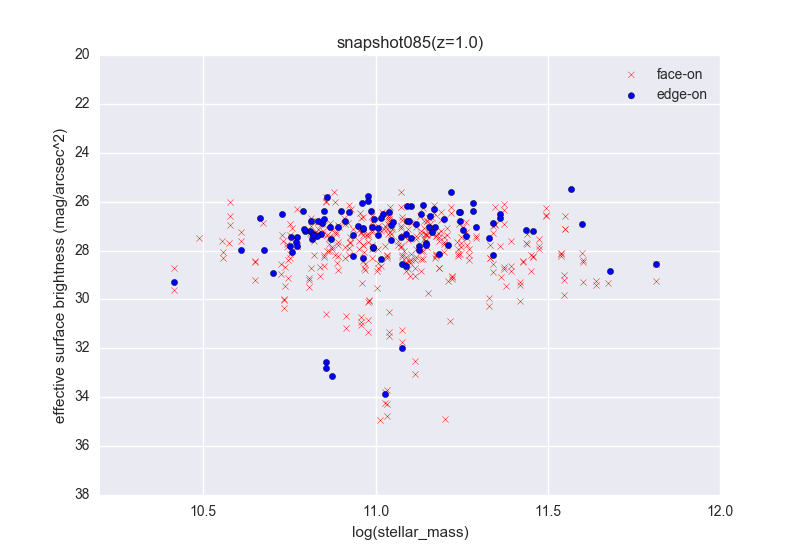 snapshot085(z=1.0)
face-on
edge-on
20
22
24
26
28
30
32
34
36
38
effective surface brightness (mag/arcsec^2)
10.5
11.0
11.5
12.0
log(stellar_mass)